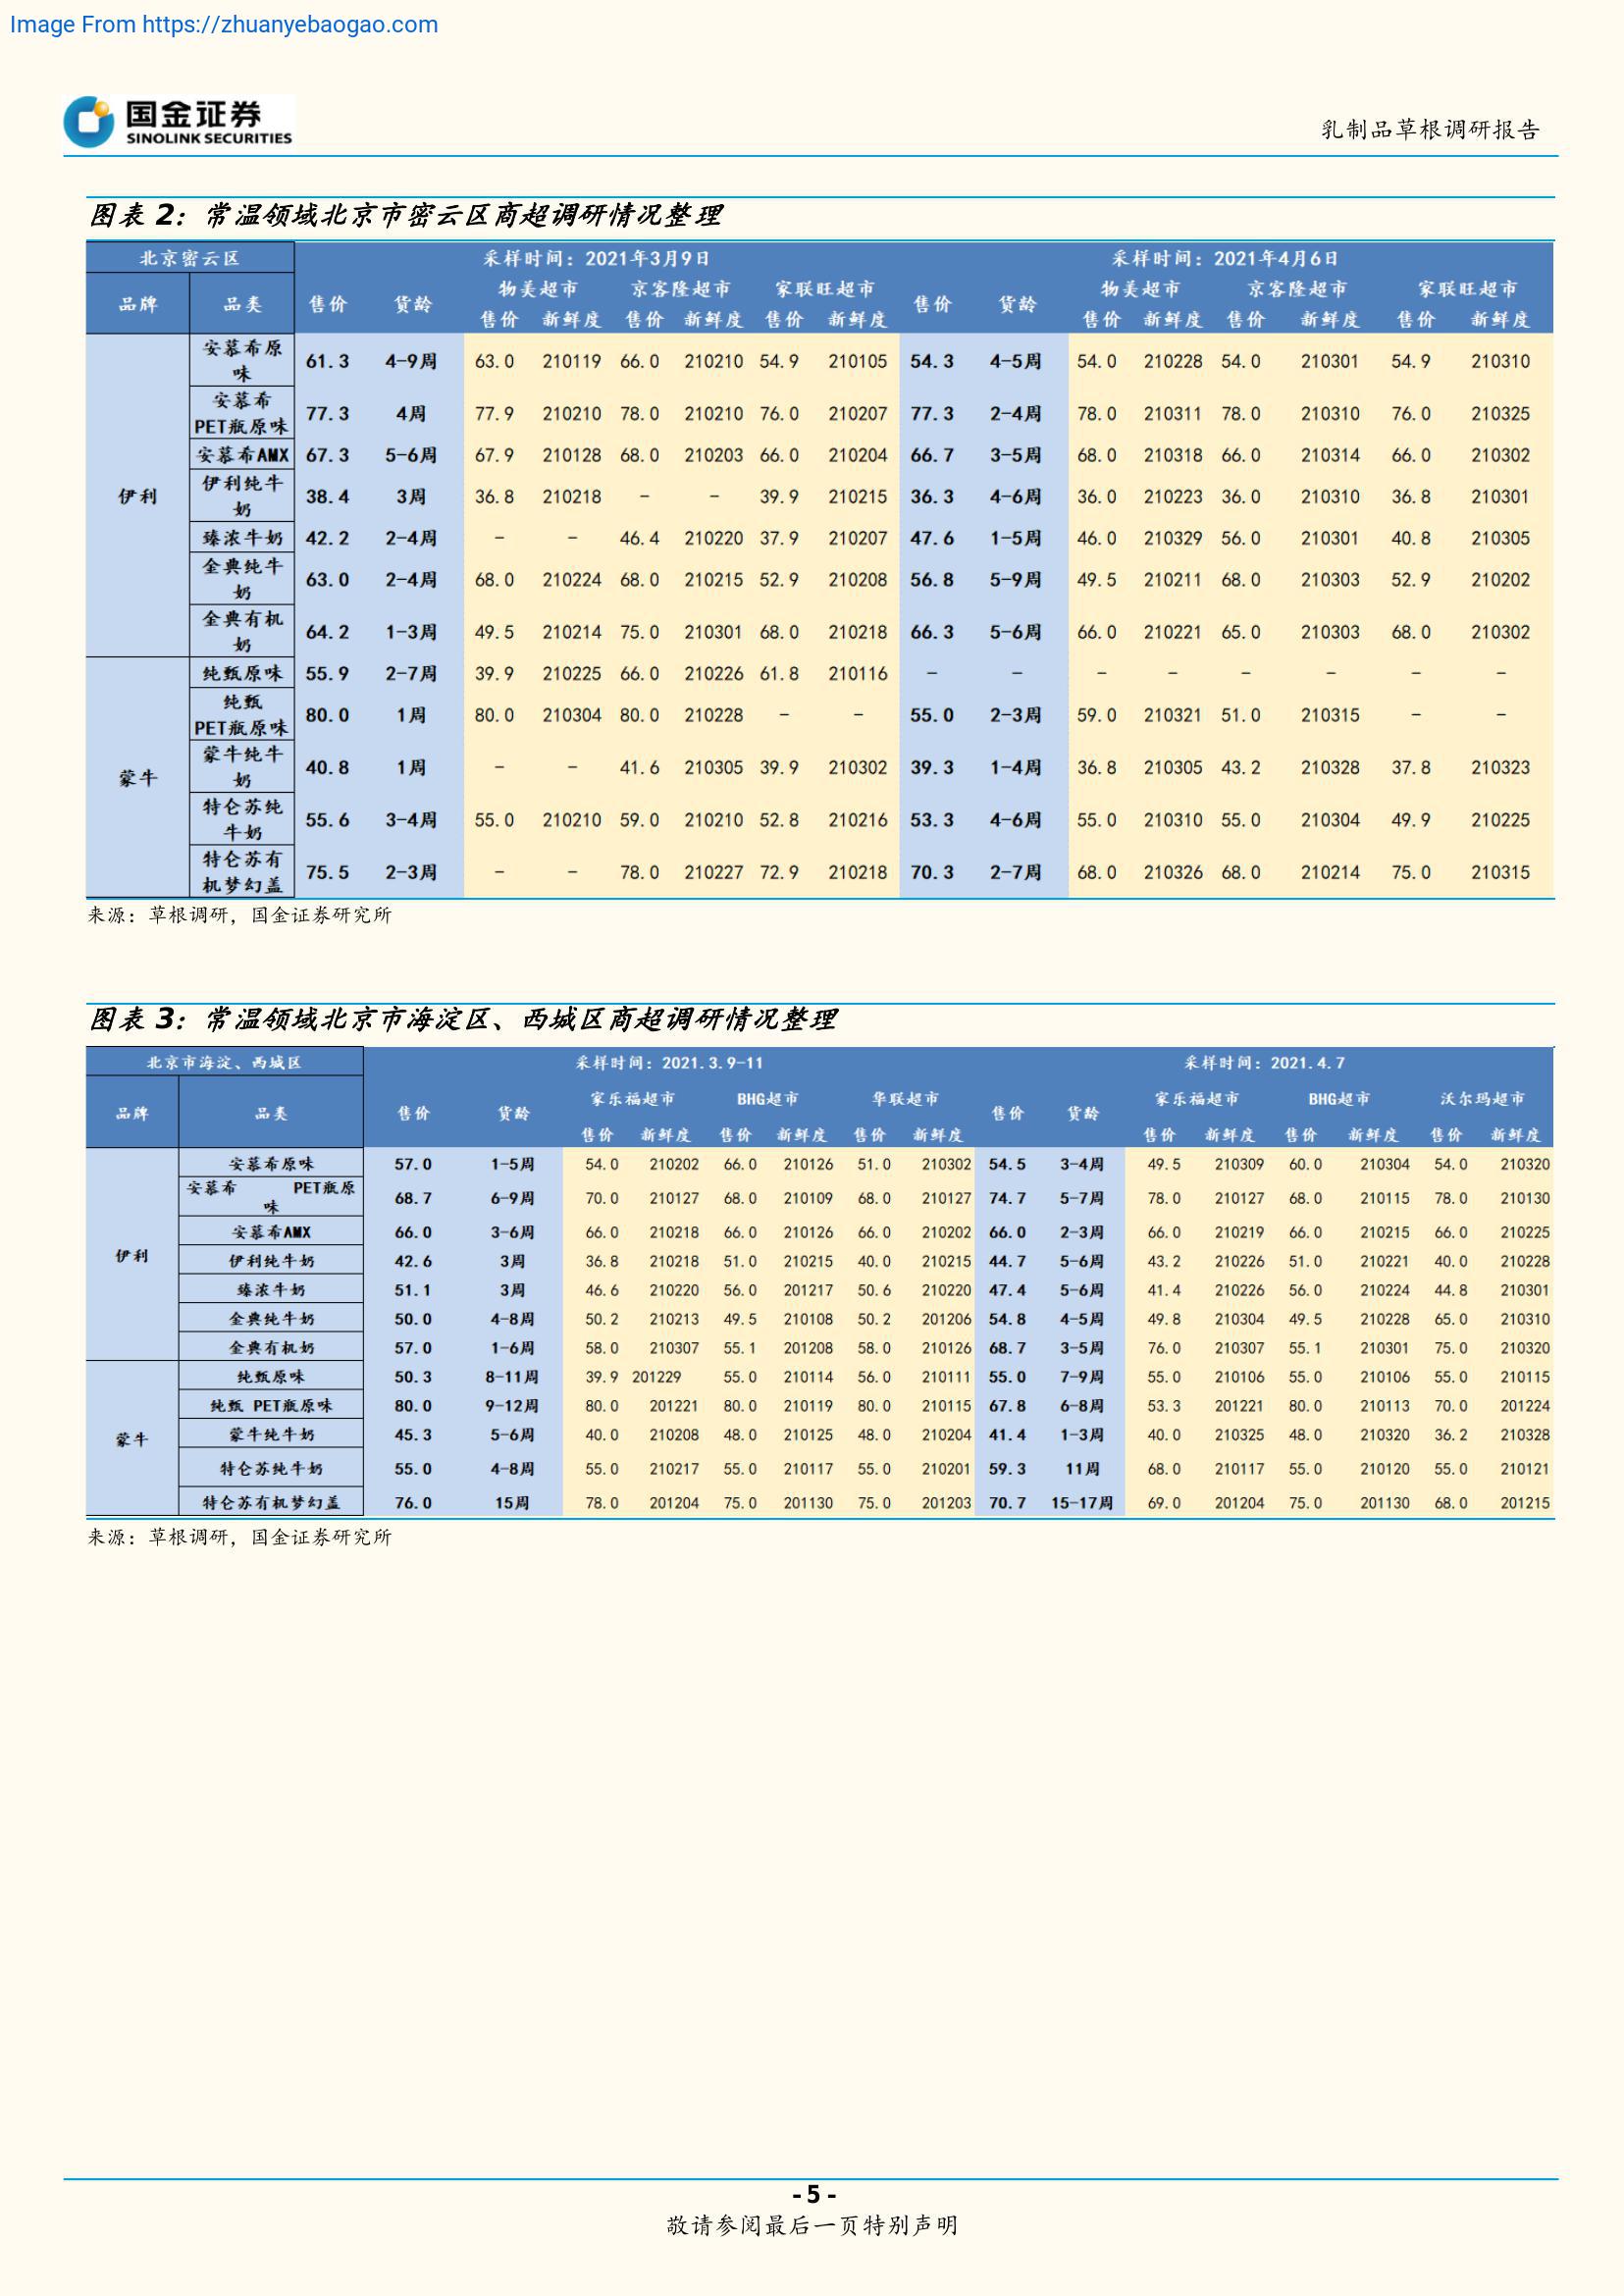 Image From https://zhuanyebaogao.com
国金证券
SINOLINK SECURITIES
乳制品草根调研报告
图表 2：常温领域北京市密云区商超调研情况整理
北京密云区 采样时间：2021年3月9日 采样时间：2021年4月6日
品牌 品类 售价 货龄 物美超市 京客隆超市 家联旺超市 售价 货龄 物美超市 京客隆超市 家联旺超市
售价 新鲜度 售价 新鲜度 售价 新鲜度 售价 新鲜度 售价 新鲜度 售价 新鲜度
伊利
安慕希原味 61.3 4-9周 63.0 210119 66.0 210210 54.9 210105 54.3 4-5周 54.0 210228 54.0 210301 54.9 210310
安慕希PET瓶原味 77.3 4周 77.9 210210 78.0 210210 76.0 210207 77.3 2-4周 78.0 210311 78.0 210310 76.0 210325
安慕希AMX 67.3 5-6周 67.9 210128 68.0 210203 66.0 210204 66.7 3-5周 68.0 210318 66.0 210314 66.0 210302
伊利纯牛奶 38.4 3周 36.8 210218 - - 39.9 210215 36.3 4-6周 36.0 210223 36.0 210310 36.8 210301
臻浓牛奶 42.2 2-4周 - - 46.4 210220 37.9 210207 47.6 1-5周 46.0 210329 56.0 210301 40.8 210305
金典纯牛奶 63.0 2-4周 68.0 210224 68.0 210215 52.9 210208 56.8 5-9周 49.5 210211 68.0 210303 52.9 210202
金典有机奶 64.2 1-3周 49.5 210214 75.0 210301 68.0 210218 66.3 5-6周 66.0 210221 65.0 210303 68.0 210302
蒙牛
纯甄原味 55.9 2-7周 39.9 210225 66.0 210226 61.8 210116 - - - - - - - -
纯甄PET瓶原味 80.0 1周 80.0 210304 80.0 210228 - - 55.0 2-3周 59.0 210321 51.0 210315 - -
蒙牛纯牛奶 40.8 1周 - - 41.6 210305 39.9 210302 39.3 1-4周 36.8 210305 43.2 210328 37.8 210323
特仑苏纯牛奶 55.6 3-4周 55.0 210210 59.0 210210 52.8 210216 53.3 4-6周 55.0 210310 55.0 210304 49.9 210225
特仑苏有机梦幻盖 75.5 2-3周 - - 78.0 210227 72.9 210218 70.3 2-7周 68.0 210326 68.0 210214 75.0 210315
来源：草根调研，国金证券研究所
图表 3：常温领域北京市海淀区、西城区商超调研情况整理
北京市海淀、西城区 采样时间：2021.3.9-11 采样时间：2021.4.7
品牌 品类 售价 货龄 家乐福超市 BHG超市 华联超市 售价 货龄 家乐福超市 BHG超市 沃尔玛超市
售价 新鲜度 售价 新鲜度 售价 新鲜度 售价 新鲜度 售价 新鲜度 售价 新鲜度
伊利
安慕希原味 57.0 1-5周 54.0 210202 66.0 210126 51.0 210302 54.5 3-4周 49.5 210309 60.0 210304 54.0 210320
安慕希 PET瓶原味 68.7 6-9周 70.0 210127 68.0 210109 68.0 210127 74.7 5-7周 78.0 210127 68.0 210115 78.0 210130
安慕希AMX 66.0 3-6周 66.0 210218 66.0 210126 66.0 210202 66.0 2-3周 66.0 210219 66.0 210215 66.0 210225
伊利纯牛奶 42.6 3周 36.8 210218 51.0 210215 40.0 210215 44.7 5-6周 43.2 210226 51.0 210221 40.0 210228
臻浓牛奶 51.1 3周 46.6 210220 56.0 201217 50.6 210220 47.4 5-6周 41.4 210226 56.0 210224 44.8 210301
金典纯牛奶 50.0 4-8周 50.2 210213 49.5 210108 50.2 201206 54.8 4-5周 49.8 210304 49.5 210228 65.0 210310
金典有机奶 57.0 1-6周 58.0 210307 55.1 201208 58.0 210126 68.7 3-5周 76.0 210307 55.1 210301 75.0 210320
蒙牛
纯甄原味 50.3 8-11周 39.9 201229 55.0 210114 56.0 210111 55.0 7-9周 55.0 210106 55.0 210106 55.0 210115
纯甄 PET瓶原味 80.0 9-12周 80.0 201221 80.0 210119 80.0 210115 67.8 6-8周 53.3 201221 80.0 210113 70.0 201224
蒙牛纯牛奶 45.3 5-6周 40.0 210208 48.0 210125 48.0 210204 41.4 1-3周 40.0 210325 48.0 210320 36.2 210328
特仑苏纯牛奶 55.0 4-8周 55.0 210217 55.0 210117 55.0 210201 59.3 11周 68.0 210117 55.0 210120 55.0 210121
特仑苏有机梦幻盖 76.0 15周 78.0 201204 75.0 201130 75.0 201203 70.7 15-17周 69.0 201204 75.0 201130 68.0 201215
来源：草根调研，国金证券研究所
- 5 -
敬请参阅最后一页特别声明